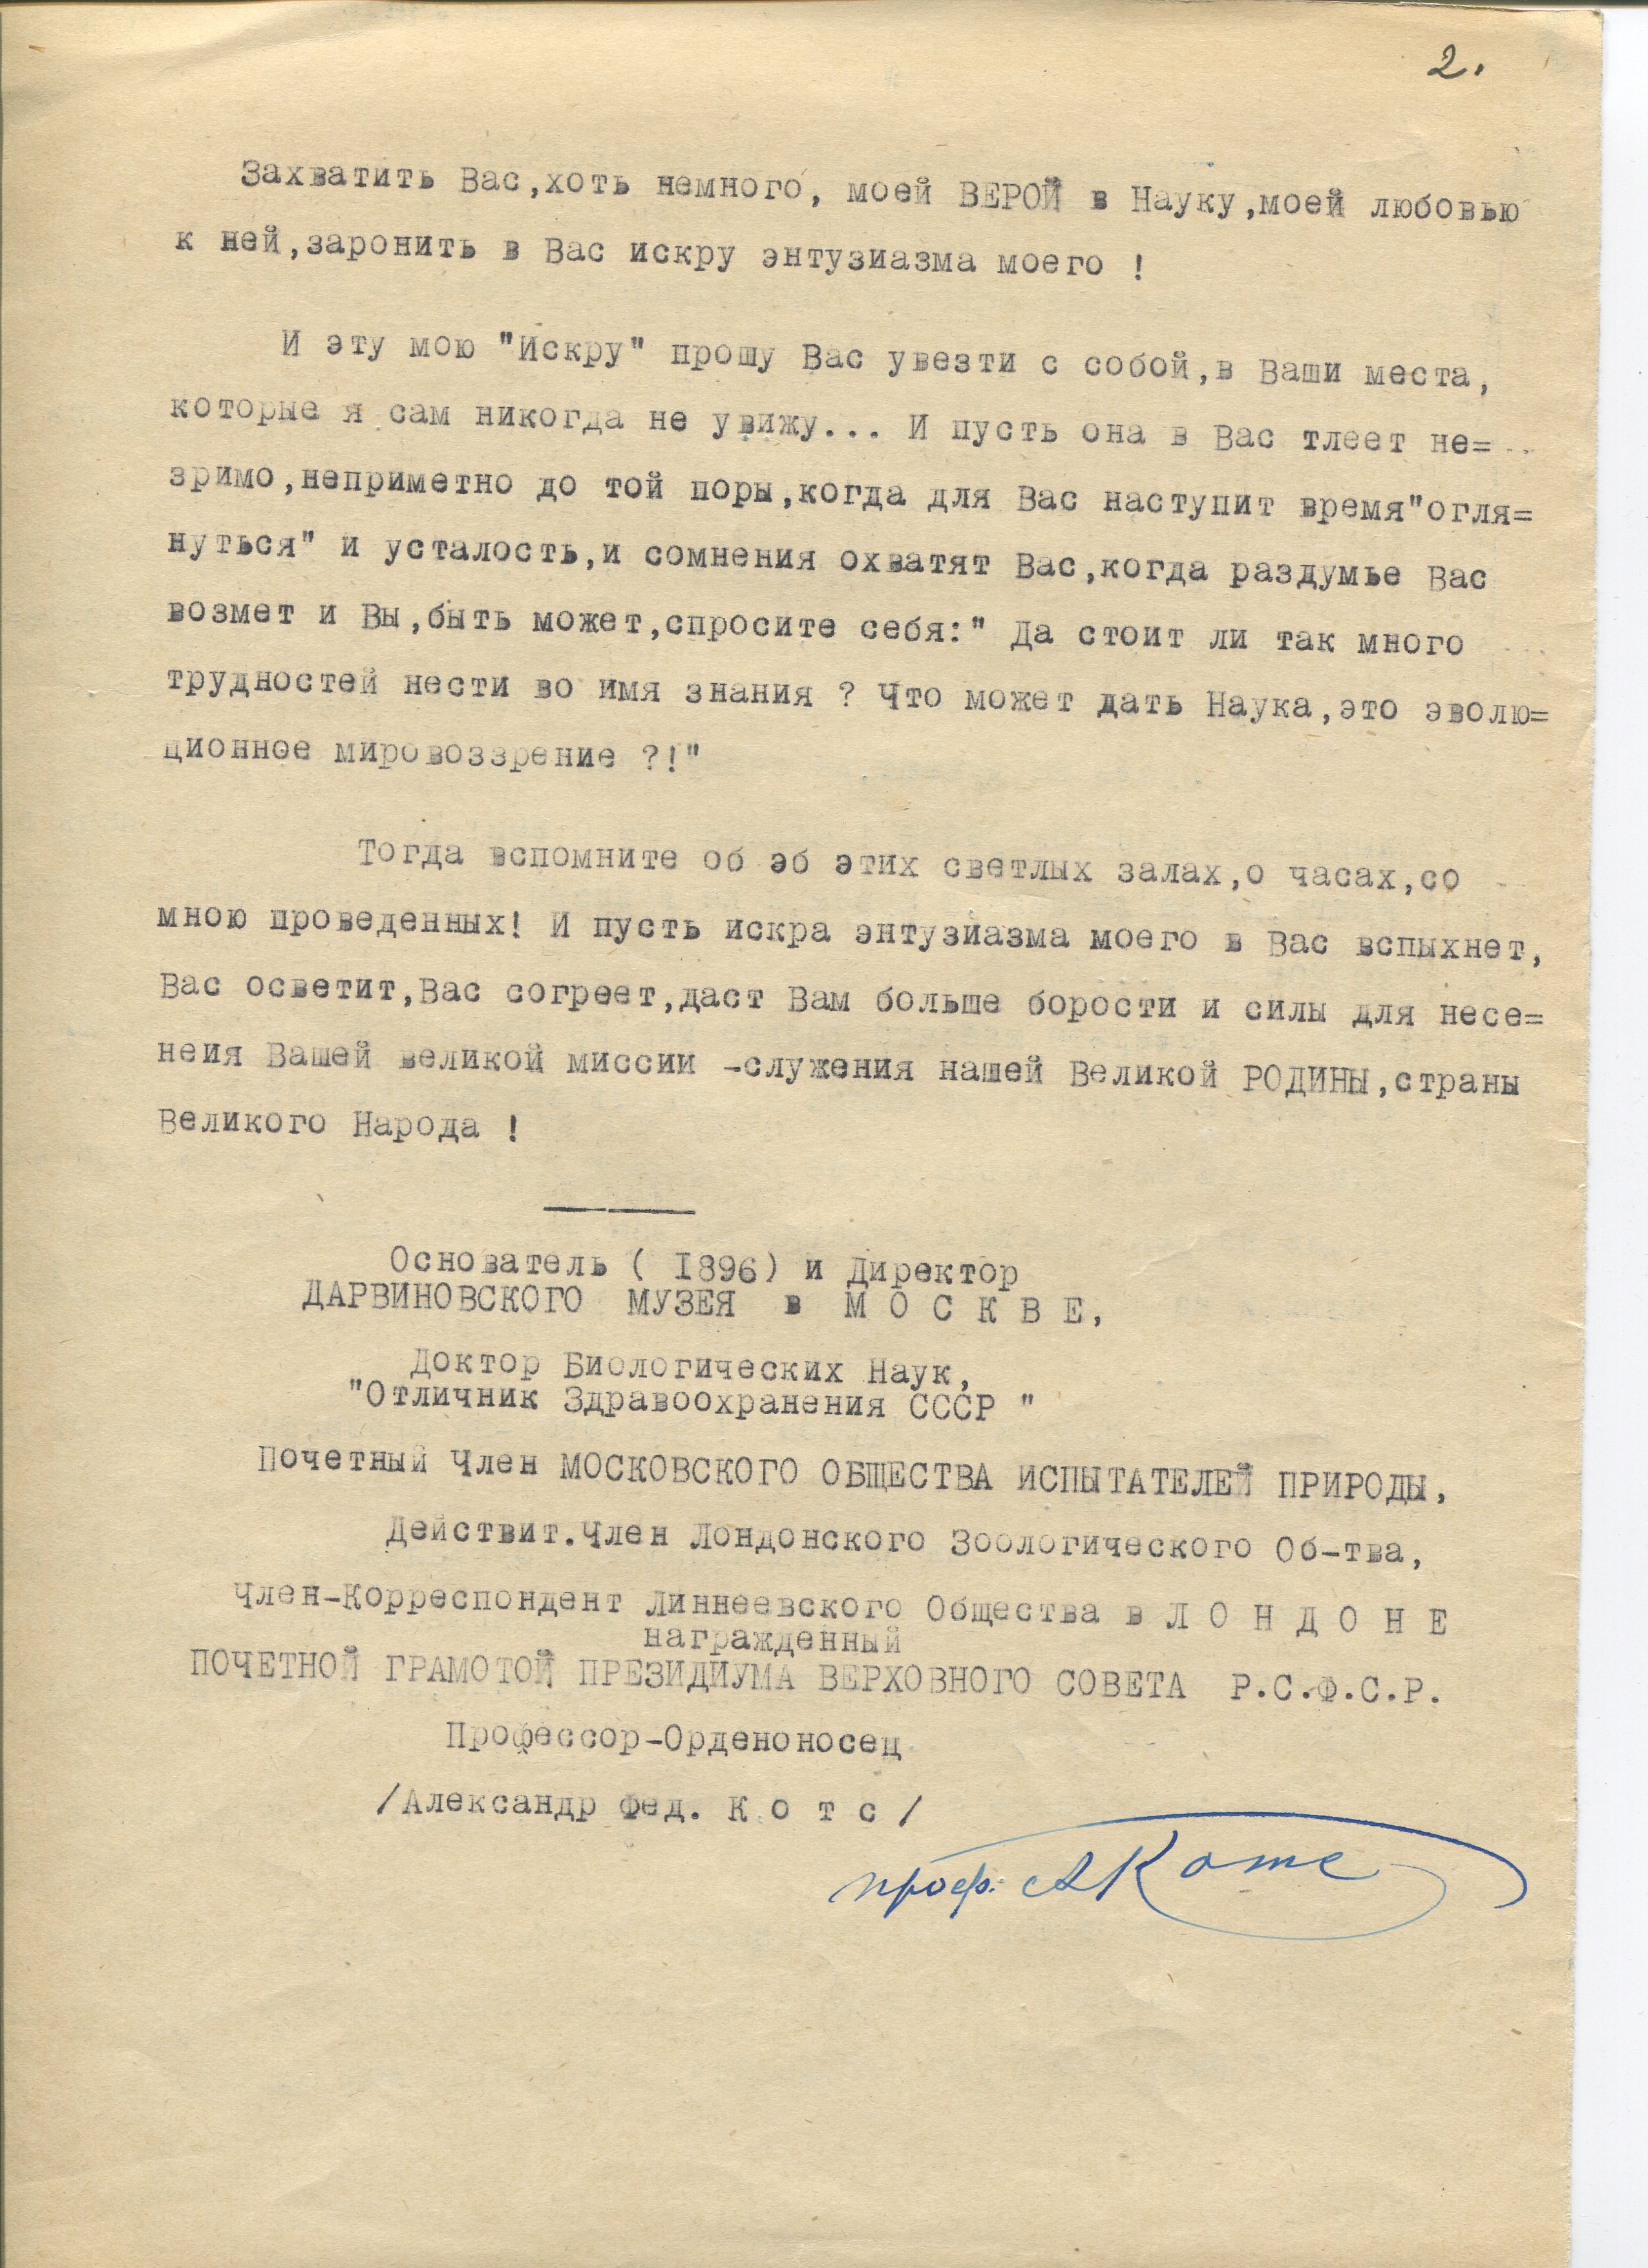 2.
Захватить Вас,хоть немного, моей ВЕРОЙ в Науку,моей любовью
к ней,заронить в Вас искру энтузиазма моего !
И эту мою "Искру" прошу Вас увезти с собой,в Ваши места,
которые я сам никогда не увижу... И пусть она в Вас тлеет не=
зримо,неприметно до той поры,когда для Вас наступит время"огля=
нуться" и усталость,и сомнения охватят Вас,когда раздумье Вас
возмет и Вы,быть может,спросите себя:" Да стоит ли так много
трудностей нести во имя знания ? Что может дать Наука,это эволю=
ционное мировоззрение ?!"
Тогда вспомните об эб этих светлых залах,о часах,со
мною проведенных! И пусть искра энтузиазма моего в Вас вспыхнет,
Вас осветит,Вас согреет,даст Вам больше борости и силы для несе=
неия Вашей великой миссии -служения нашей Великой РОДИНЫ,страны
Великого Народа !
Основатель ( I896) и Директор
ДАРВИНОВСКОГО МУЗЕЯ в М О С К В Е,
Доктор Биологических Наук,
"Отличник Здравоохранения СССР "
Почетный Член МОСКОВСКОГО ОБЩЕСТВА ИСПЫТАТЕЛЕЙ ПРИРОДЫ,
Действит.Член Лондонского Зоологического Об-тва,
Член-Корреспондент Линнеевского Общества в Л О Н Д О Н Е
награжденный
ПОЧЕТНОЙ ГРАМОТОЙ ПРЕЗИДИУМА ВЕРХОВНОГО СОВЕТА Р.С.Ф.С.Р.
Профессор-Орденоносец
/Александр Фед. К о т с /
проф. А Котс